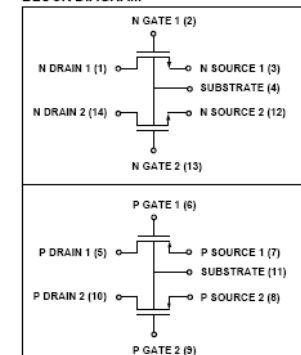 BLOCK DIAGRAM
N GATE 1 (2)
N DRAIN 1 (1)
N SOURCE 1 (3)
SUBSTRATE (4)
N DRAIN 2 (14)
N SOURCE 2 (12)
N GATE 2 (13)
P GATE 1 (6)
P DRAIN 1 (5)
P SOURCE 1 (7)
SUBSTRATE (11)
P DRAIN 2 (10)
P SOURCE 2 (8)
P GATE 2 (9)